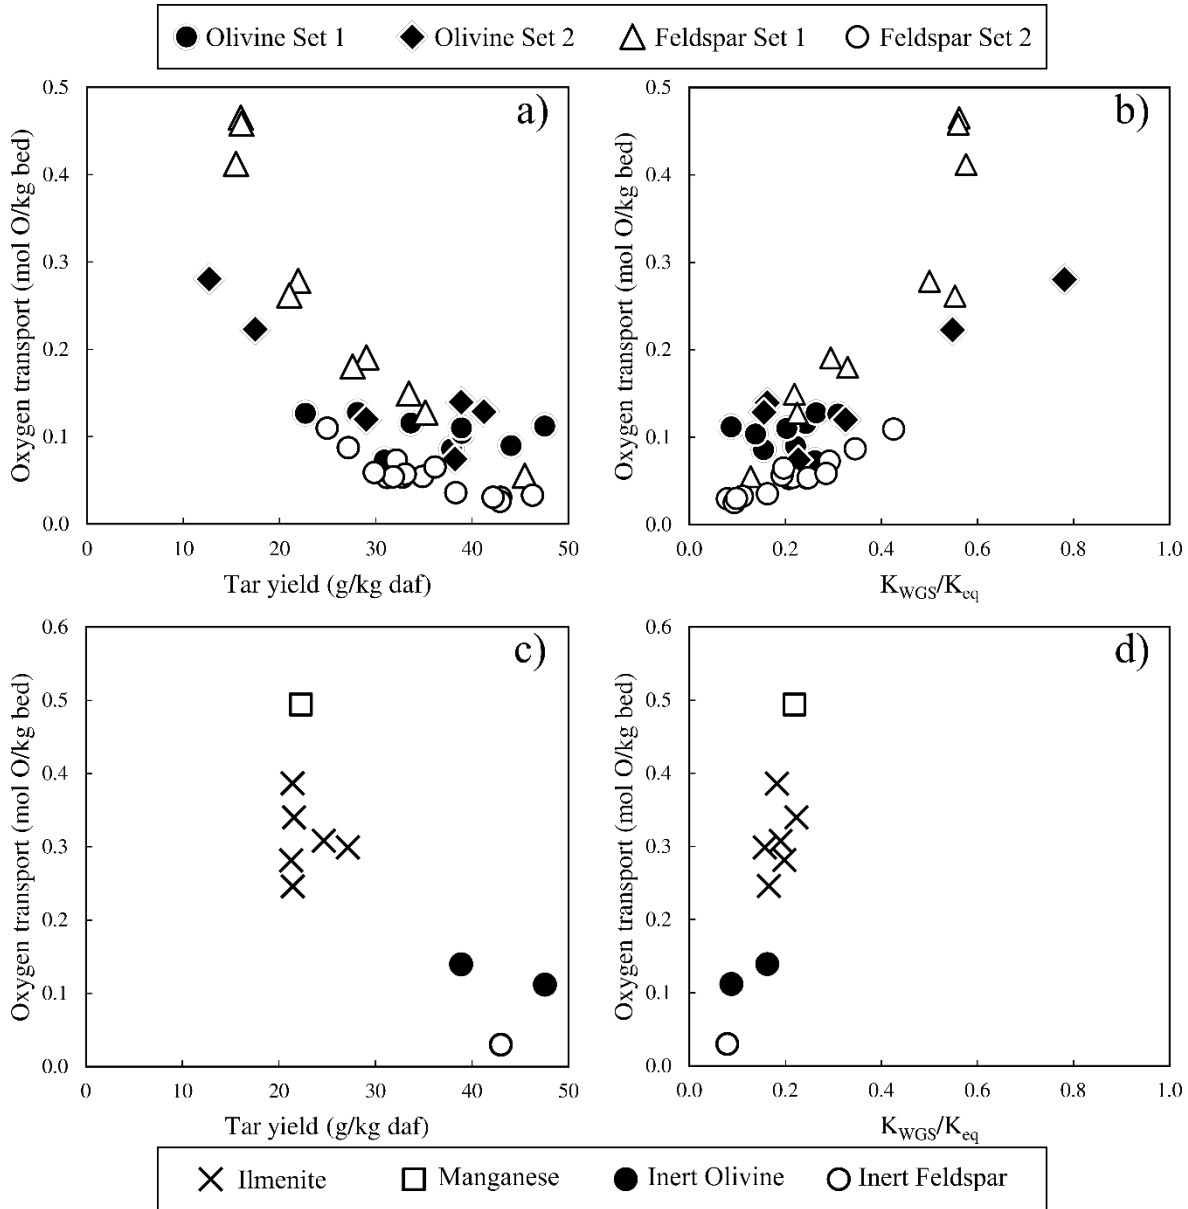 Olivine Set 1 Olivine Set 2 Feldspar Set 1 Feldspar Set 2
a)
Oxygen transport (mol O/kg bed)
0.5
0.4
0.3
0.2
0.1
0.0
0 10 20 30 40 50
Tar yield (g/kg daf)
b)
Oxygen transport (mol O/kg bed)
0.5
0.4
0.3
0.2
0.1
0.0
0.0 0.2 0.4 0.6 0.8 1.0
K_WGS/K_eq
c)
Oxygen transport (mol O/kg bed)
0.6
0.5
0.4
0.3
0.2
0.1
0.0
0 10 20 30 40 50
Tar yield (g/kg daf)
d)
Oxygen transport (mol O/kg bed)
0.6
0.5
0.4
0.3
0.2
0.1
0.0
0.0 0.2 0.4 0.6 0.8 1.0
K_WGS/K_eq
Ilmenite Manganese Inert Olivine Inert Feldspar